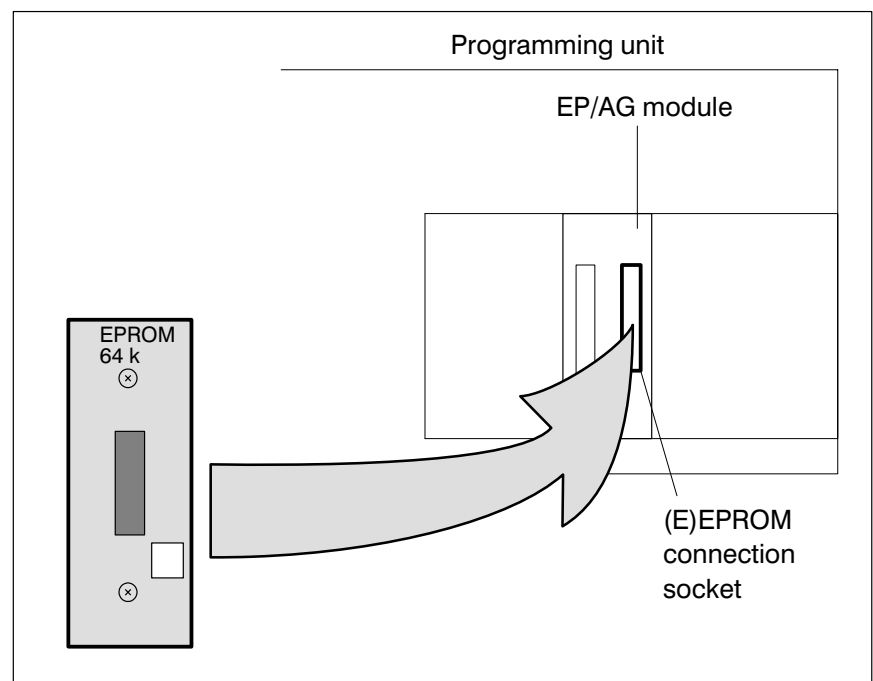 Programming unit
EP/AG module
EPROM
64 k
(E)EPROM
connection
socket